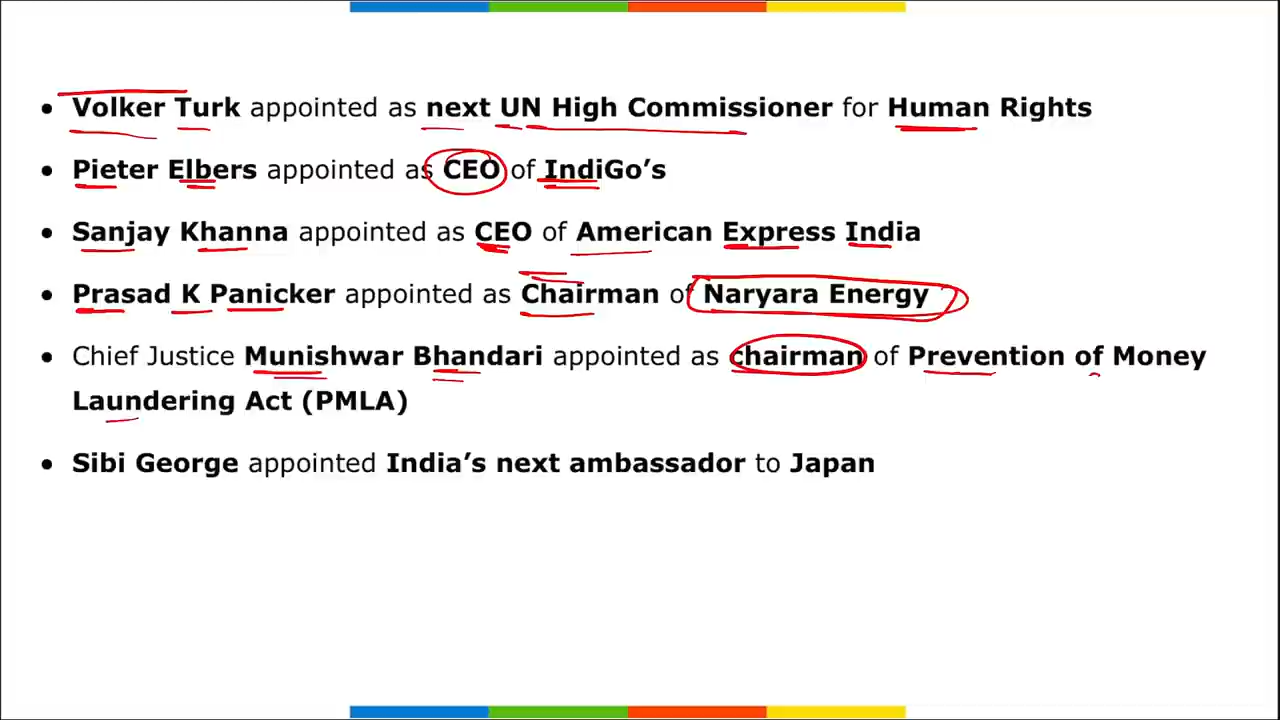 • Volker Turk appointed as next UN High Commissioner for Human Rights
• Pieter Elbers appointed as CEO of IndiGo’s
• Sanjay Khanna appointed as CEO of American Express India
• Prasad K Panicker appointed as Chairman of Naryara Energy
• Chief Justice Munishwar Bhandari appointed as chairman of Prevention of Money
Laundering Act (PMLA)
• Sibi George appointed India’s next ambassador to Japan